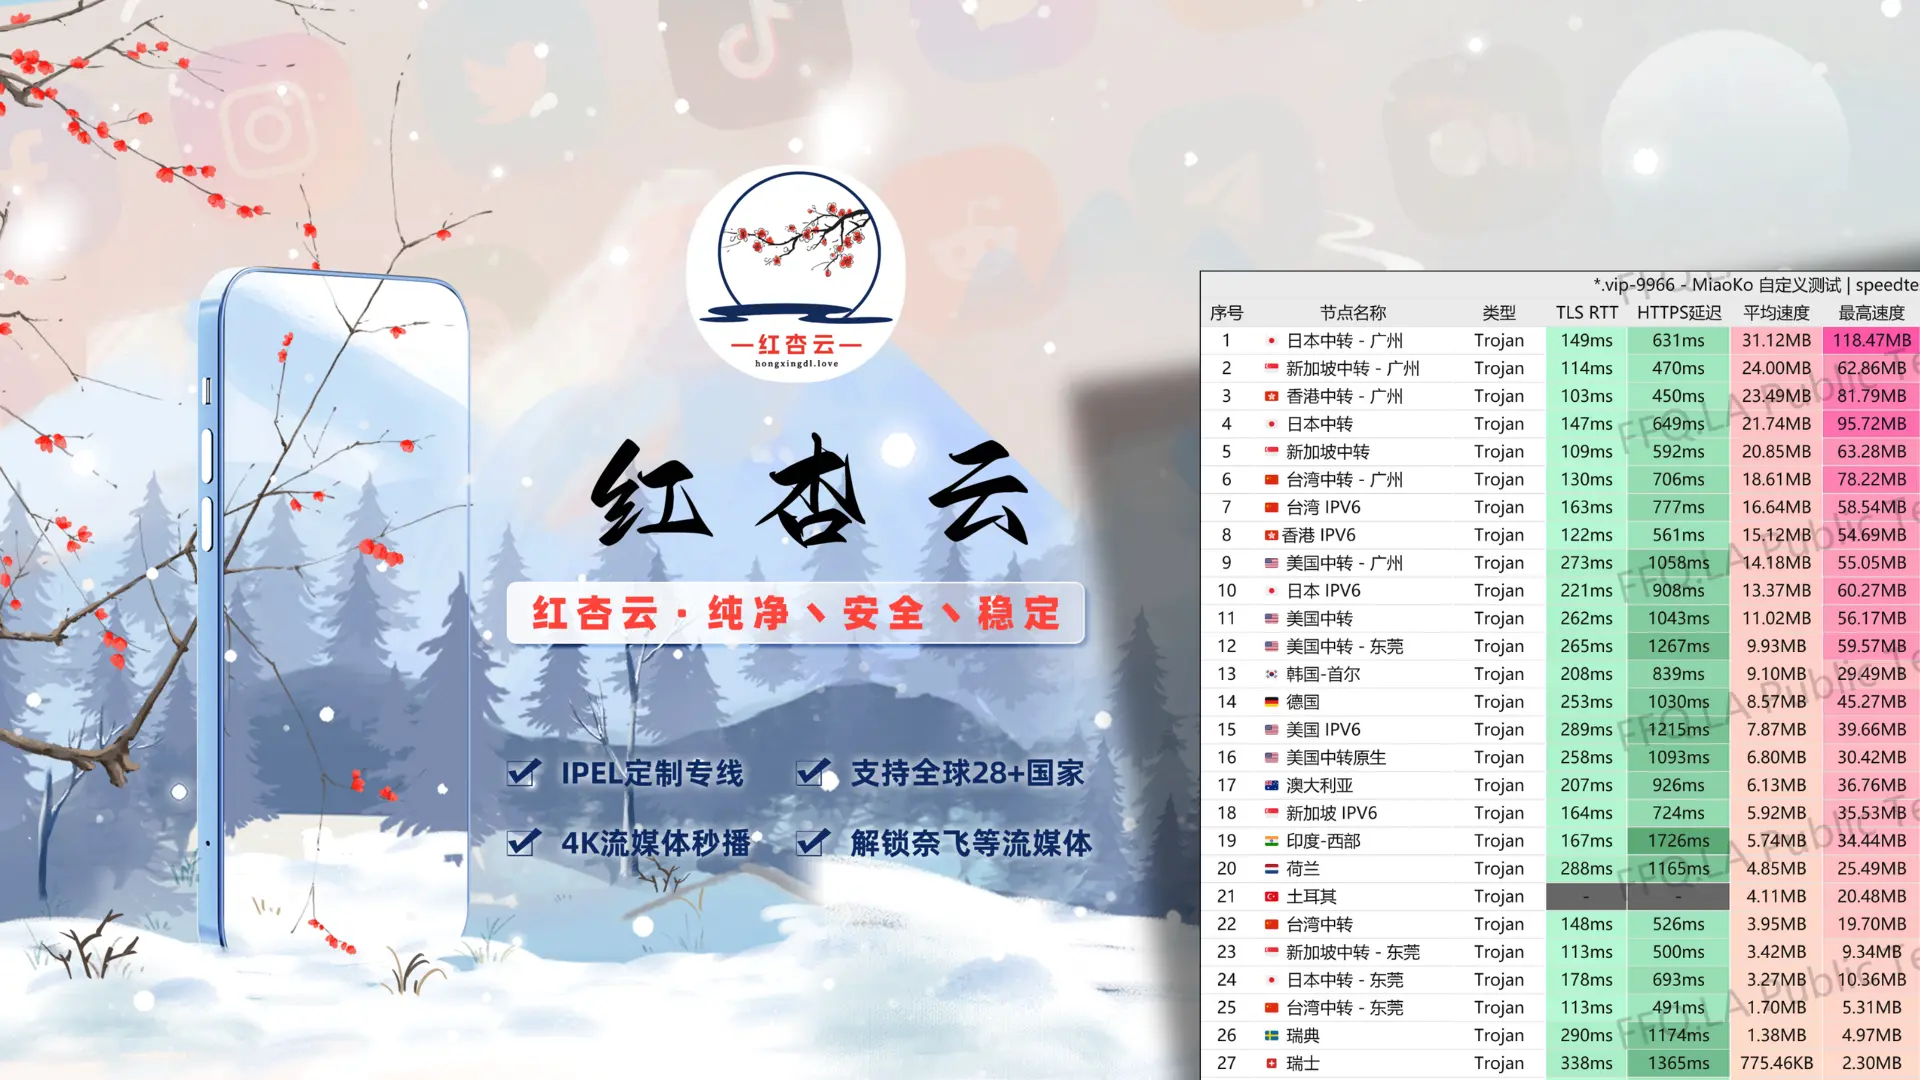 红杏云
hongxingdl.love
红杏云
红杏云·纯净丶安全丶稳定
IPEL定制专线
支持全球28+国家
4K流媒体秒播
解锁奈飞等流媒体
*.vip-9966 - MiaoKo 自定义测试 | speedte
序号 节点名称 类型 TLS RTT HTTPS延迟 平均速度 最高速度
1 日本中转 - 广州 Trojan 149ms 631ms 31.12MB 118.47MB
2 新加坡中转 - 广州 Trojan 114ms 470ms 24.00MB 62.86MB
3 香港中转 - 广州 Trojan 103ms 450ms 23.49MB 81.79MB
4 日本中转 Trojan 147ms 649ms 21.74MB 95.72MB
5 新加坡中转 Trojan 109ms 592ms 20.85MB 63.28MB
6 台湾中转 - 广州 Trojan 130ms 706ms 18.61MB 78.22MB
7 台湾 IPV6 Trojan 163ms 777ms 16.64MB 58.54MB
8 香港 IPV6 Trojan 122ms 561ms 15.12MB 54.69MB
9 美国中转 - 广州 Trojan 273ms 1058ms 14.18MB 55.05MB
10 日本 IPV6 Trojan 221ms 908ms 13.37MB 60.27MB
11 美国中转 Trojan 262ms 1043ms 11.02MB 56.17MB
12 美国中转 - 东莞 Trojan 265ms 1267ms 9.93MB 59.57MB
13 韩国-首尔 Trojan 208ms 839ms 9.10MB 29.49MB
14 德国 Trojan 253ms 1030ms 8.57MB 45.27MB
15 美国 IPV6 Trojan 289ms 1215ms 7.87MB 39.66MB
16 美国中转原生 Trojan 258ms 1093ms 6.80MB 30.42MB
17 澳大利亚 Trojan 207ms 926ms 6.13MB 36.76MB
18 新加坡 IPV6 Trojan 164ms 724ms 5.92MB 35.53MB
19 印度-西部 Trojan 167ms 1726ms 5.74MB 34.44MB
20 荷兰 Trojan 288ms 1165ms 4.85MB 25.49MB
21 土耳其 Trojan - - 4.11MB 20.48MB
22 台湾中转 Trojan 148ms 526ms 3.95MB 19.70MB
23 新加坡中转 - 东莞 Trojan 113ms 500ms 3.42MB 9.34MB
24 日本中转 - 东莞 Trojan 178ms 693ms 3.27MB 10.36MB
25 台湾中转 - 东莞 Trojan 113ms 491ms 1.70MB 5.31MB
26 瑞典 Trojan 290ms 1174ms 1.38MB 4.97MB
27 瑞士 Trojan 338ms 1365ms 775.46KB 2.30MB